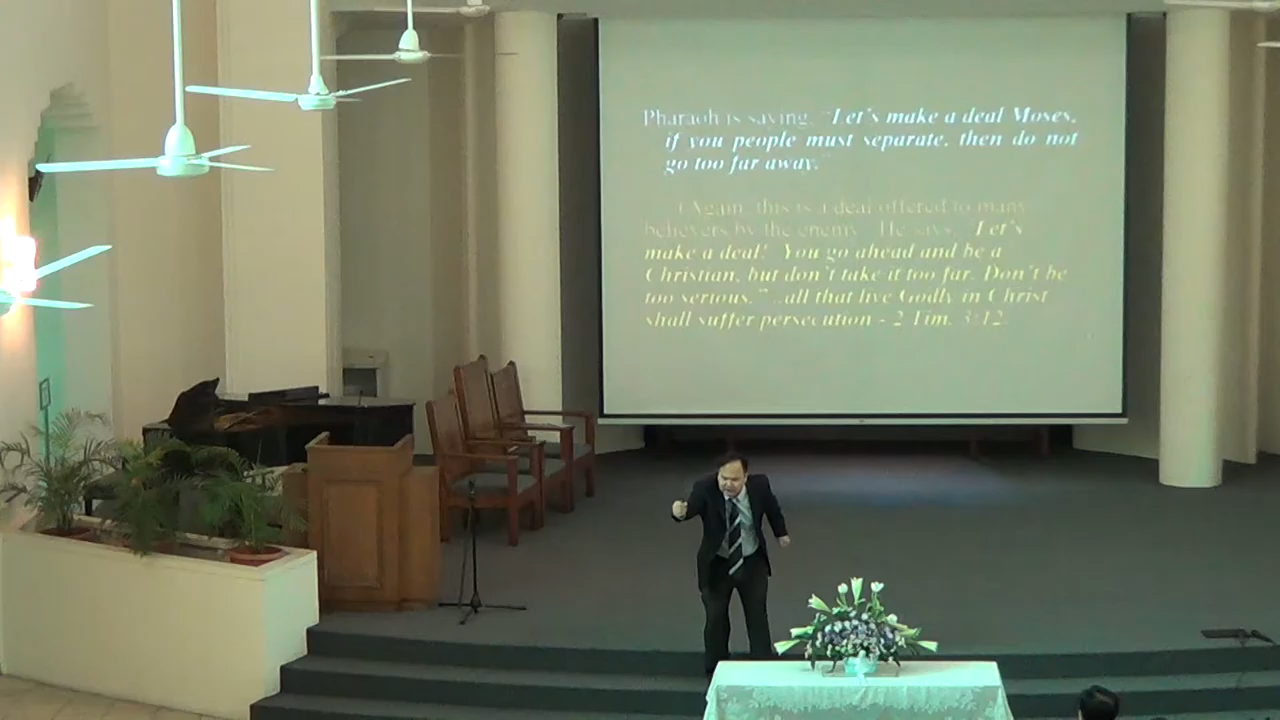 Pharaoh is saying, "Let's make a deal Moses,
if you people must separate, then do not
go too far away."
(Again, this is a deal offered to many
believers by the enemy. He says, "Let's
make a deal! You go ahead and be a
Christian, but don't take it too far. Don't be
too serious." ..all that live Godly in Christ
shall suffer persecution - 2 Tim. 3:12.